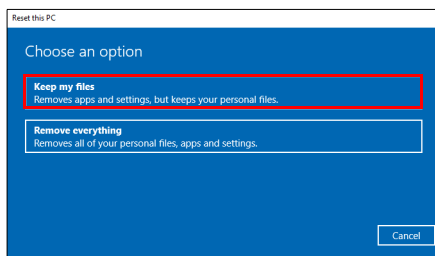 Reset this PC
Choose an option
Keep my files
Removes apps and settings, but keeps your personal files.
Remove everything
Removes all of your personal files, apps and settings.
Cancel